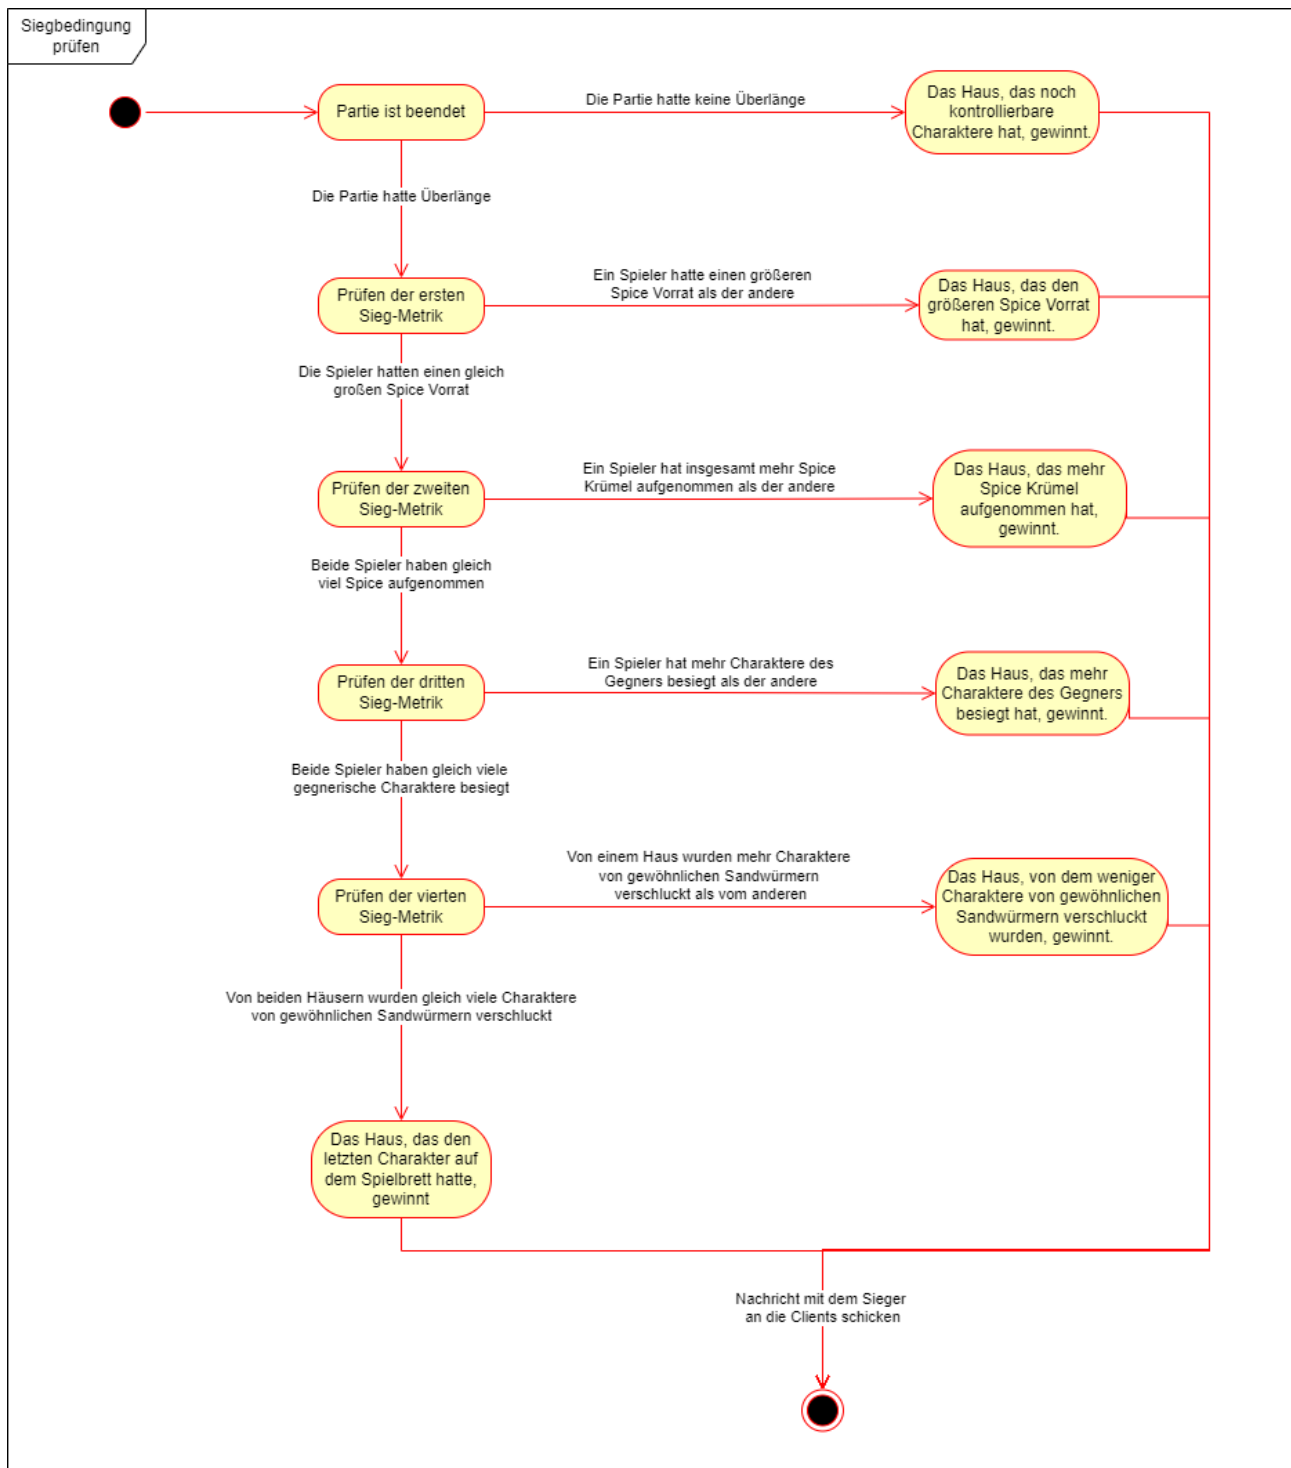 Siegbedingung
prüfen
Partie ist beendet
Die Partie hatte keine Überlänge
Das Haus, das noch
kontrollierbare
Charaktere hat, gewinnt.
Die Partie hatte Überlänge
Prüfen der ersten
Sieg-Metrik
Ein Spieler hatte einen größeren
Spice Vorrat als der andere
Das Haus, das den
größeren Spice Vorrat
hat, gewinnt.
Die Spieler hatten einen gleich
großen Spice Vorrat
Prüfen der zweiten
Sieg-Metrik
Ein Spieler hat insgesamt mehr Spice
Krümel aufgenommen als der andere
Das Haus, das mehr
Spice Krümel
aufgenommen hat,
gewinnt.
Beide Spieler haben gleich
viel Spice aufgenommen
Prüfen der dritten
Sieg-Metrik
Ein Spieler hat mehr Charaktere des
Gegners besiegt als der andere
Das Haus, das mehr
Charaktere des Gegners
besiegt hat, gewinnt.
Beide Spieler haben gleich viele
gegnerische Charaktere besiegt
Prüfen der vierten
Sieg-Metrik
Von einem Haus wurden mehr Charaktere
von gewöhnlichen Sandwürmern
verschluckt als vom anderen
Das Haus, von dem weniger
Charaktere von gewöhnlichen
Sandwürmern verschluckt
wurden, gewinnt.
Von beiden Häusern wurden gleich viele Charaktere
von gewöhnlichen Sandwürmern verschluckt
Das Haus, das den
letzten Charakter auf
dem Spielbrett hatte,
gewinnt
Nachricht mit dem Sieger
an die Clients schicken